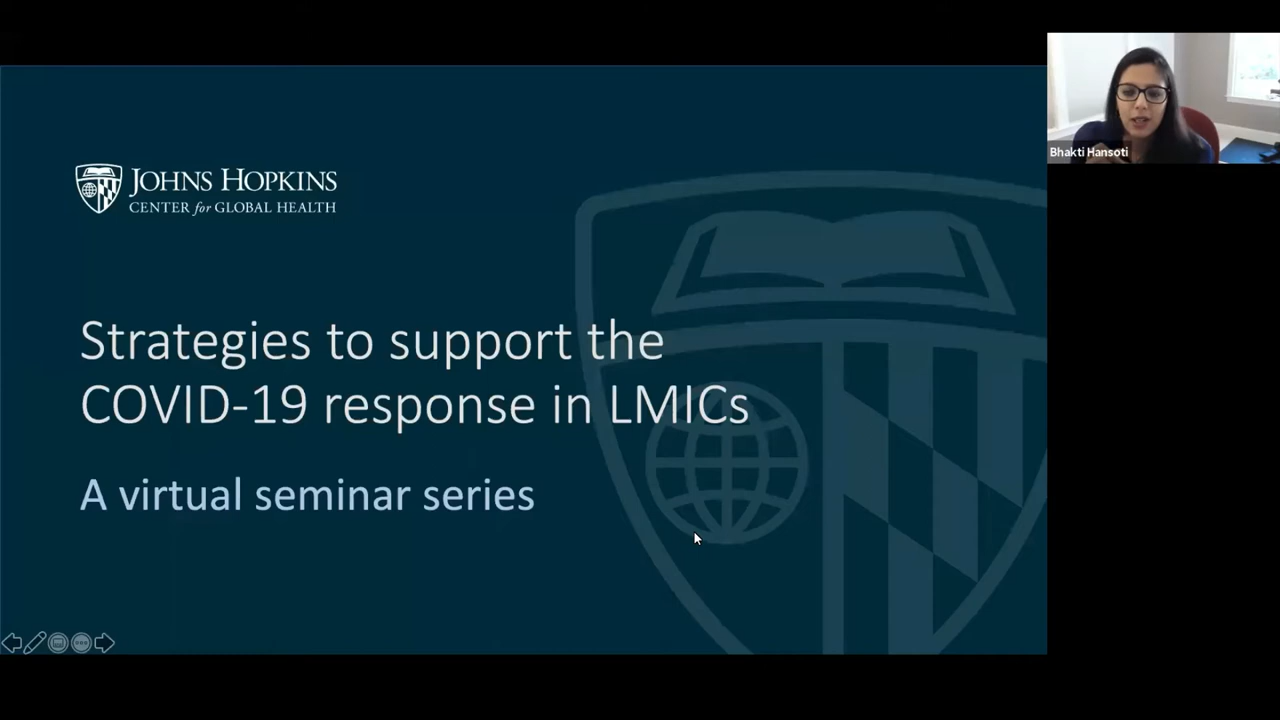 JOHNS HOPKINS
CENTER for GLOBAL HEALTH
Strategies to support the
COVID-19 response in LMICs
A virtual seminar series
Bhakti Hansoti